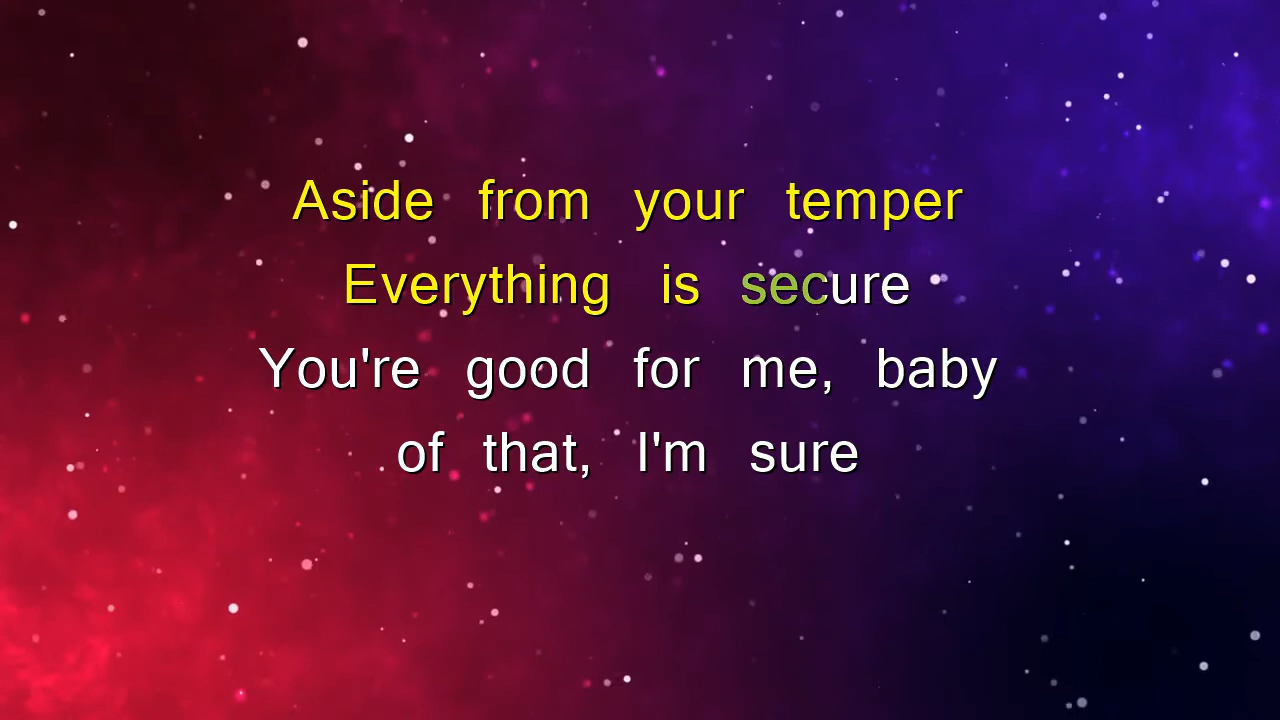 Aside from your temper
Everything is secure
You're good for me, baby
of that, I'm sure